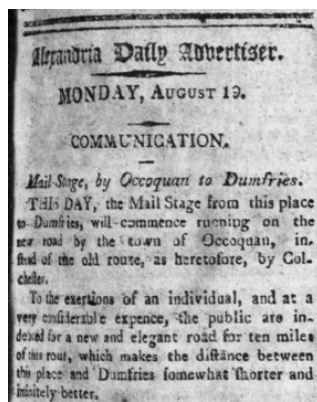 Alexandria Daily Advertiser.
MONDAY, AUGUST 19.
COMMUNICATION.
Mail-Stage, by Occoquan to Dumfries.
THIS DAY, the Mail Stage from this place
to Dumfries, will commence running on the
new road by the town of Occoquan, in-
stead of the old route, as heretofore, by Col-
chester.
To the exertions of an individual, and at a
very considerable expence, the public are in-
debted for a new and elegant road for ten miles
of this rout, which makes the distance between
this place and Dumfries somewhat shorter and
infinitely better.